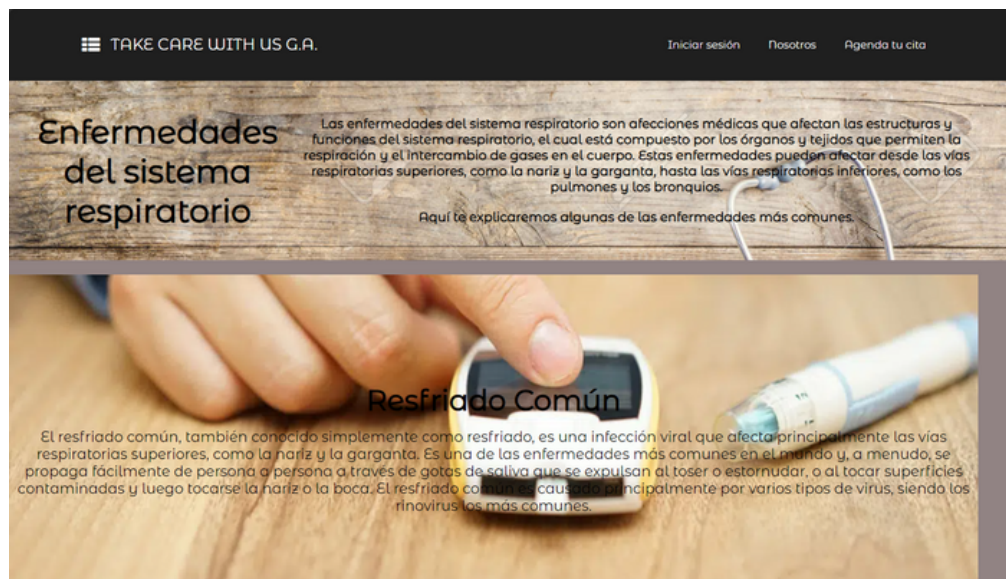 TAKE CARE WITH US G.A.
Iniciar sesión
Nosotros
Agenda tu cita
Enfermedades
del sistema
respiratorio
Las enfermedades del sistema respiratorio son afecciones médicas que afectan las estructuras y
funciones del sistema respiratorio, el cual está compuesto por los órganos y tejidos que permiten la
respiración y el intercambio de gases en el cuerpo. Estas enfermedades pueden afectar desde las vías
respiratorias superiores, como la nariz y la garganta, hasta las vías respiratorias inferiores, como los
pulmones y los bronquios.
Aquí te explicaremos algunas de las enfermedades más comunes.
Resfriado Común
El resfriado común, también conocido simplemente como resfriado, es una infección viral que afecta principalmente las vías
respiratorias superiores, como la nariz y la garganta. Es una de las enfermedades más comunes en el mundo y, a menudo, se
propaga fácilmente de persona a persona a través de gotas de saliva que se expulsan al toser o estornudar, o al tocar superficies
contaminadas y luego tocarse la nariz o la boca. El resfriado común es causado principalmente por varios tipos de virus, siendo los
rinovirus los más comunes.